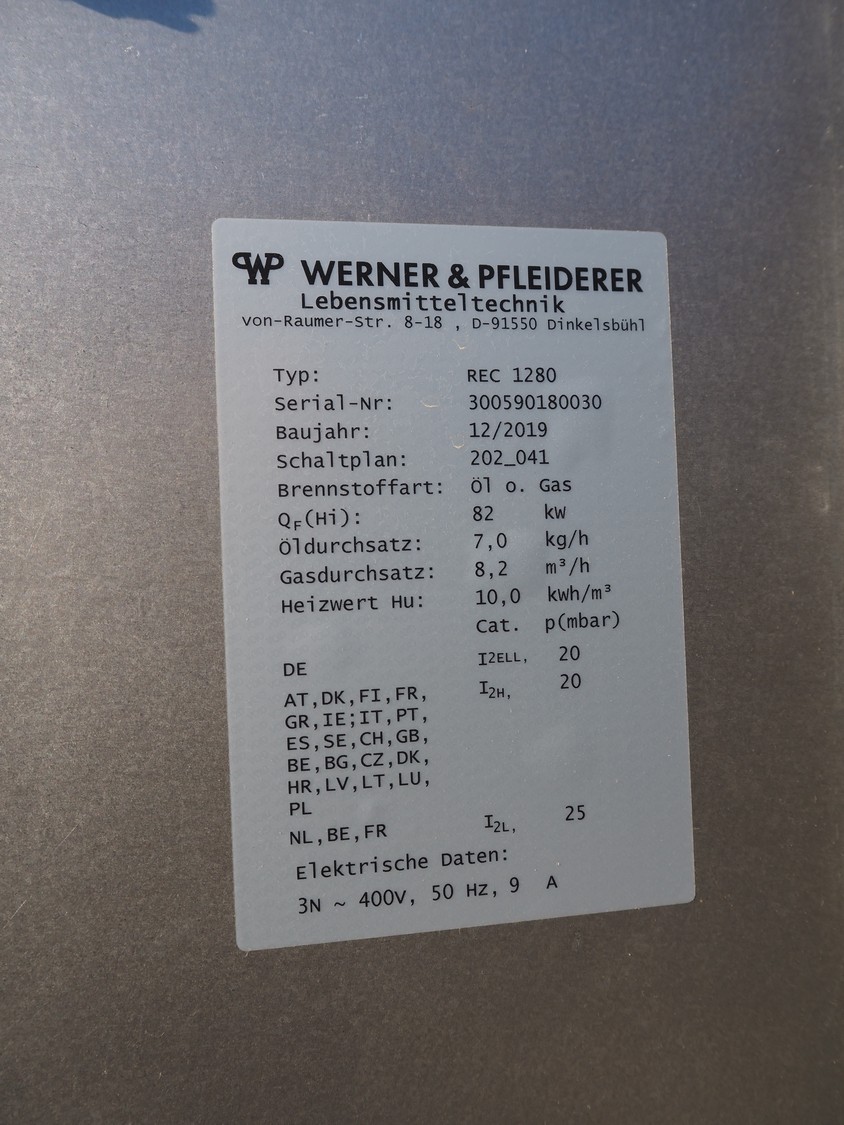 WP WERNER & PFLEIDERER
Lebensmitteltechnik
von-Raumer-Str. 8-18 , D-91550 Dinkelsbühl
Typ: REC 1280
Serial-Nr: 300590180030
Baujahr: 12/2019
Schaltplan: 202_041
Brennstoffart: Öl o. Gas
QF(Hi): 82 kW
Öldurchsatz: 7,0 kg/h
Gasdurchsatz: 8,2 m³/h
Heizwert Hu: 10,0 kWh/m³
Cat. p(mbar)
DE I2ELL, 20
AT,DK,FI,FR, I2H, 20
GR,IE;IT,PT,
ES,SE,CH,GB,
BE,BG,CZ,DK,
HR,LV,LT,LU,
PL
NL,BE,FR I2L, 25
Elektrische Daten:
3N ~ 400V, 50 HZ, 9 A